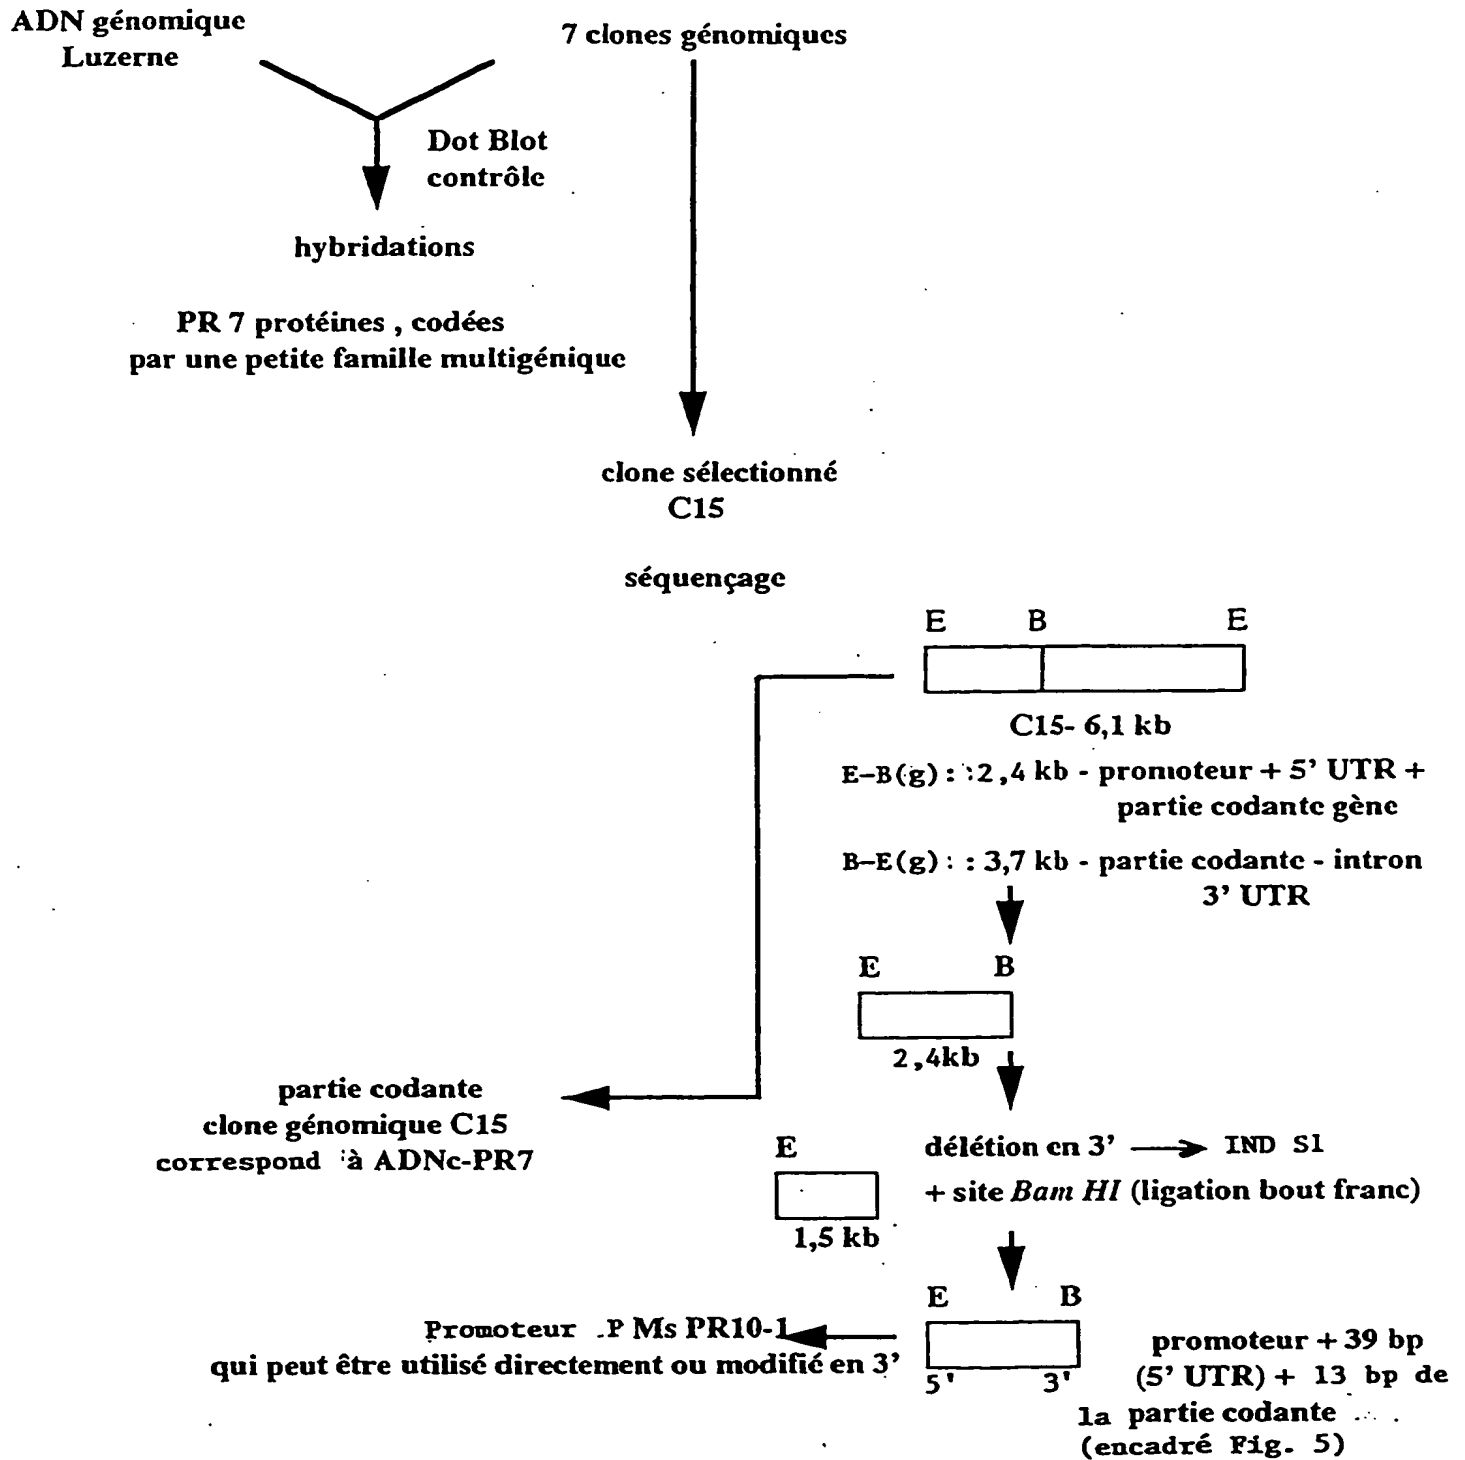 ADN génomique
Luzerne
7 clones génomiques
Dot Blot
contrôle
hybridations
PR 7 protéines , codées
par une petite famille multigénique
clone sélectionné
C15
séquençage
E B E
C15- 6,1 kb
E-B(g) : :2,4 kb - promoteur + 5' UTR +
partie codante gène
B-E(g) : : 3,7 kb - partie codante - intron
3' UTR
E B
2,4kb
partie codante
clone génomique C15
correspond à ADNc-PR7
E
1,5 kb
délétion en 3' → IND S1
+ site Bam HI (ligation bout franc)
E B
5' 3'
Promoteur .P Ms PR10-1
qui peut être utilisé directement ou modifié en 3'
promoteur + 39 bp
(5' UTR) + 13 bp de
la partie codante
(encadré Fig. 5)